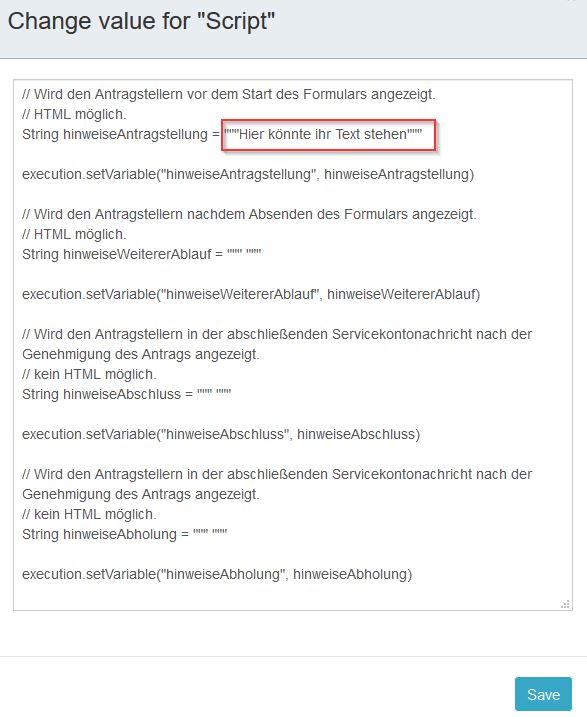 Change value for "Script"
// Wird den Antragstellern vor dem Start des Formulars angezeigt.
// HTML möglich.
String hinweiseAntragstellung = """Hier könnte ihr Text stehen"""
execution.setVariable("hinweiseAntragstellung", hinweiseAntragstellung)
// Wird den Antragstellern nachdem Absenden des Formulars angezeigt.
// HTML möglich.
String hinweiseWeitererAblauf = """ """
execution.setVariable("hinweiseWeitererAblauf", hinweiseWeitererAblauf)
// Wird den Antragstellern in der abschließenden Servicekontonachricht nach der
Genehmigung des Antrags angezeigt.
// kein HTML möglich.
String hinweiseAbschluss = """ """
execution.setVariable("hinweiseAbschluss", hinweiseAbschluss)
// Wird den Antragstellern in der abschließenden Servicekontonachricht nach der
Genehmigung des Antrags angezeigt.
// kein HTML möglich.
String hinweiseAbholung = """ """
execution.setVariable("hinweiseAbholung", hinweiseAbholung)
Save